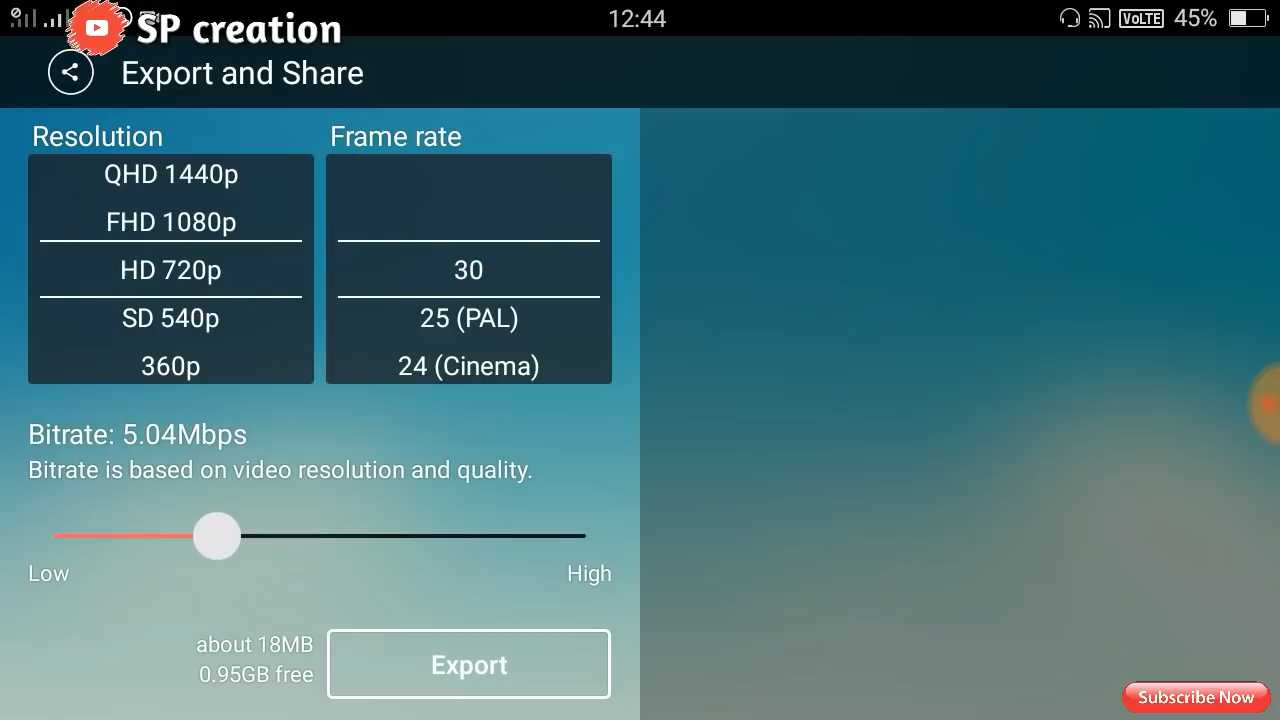 SP creation
12:44
VoLTE 45%
Export and Share
Resolution
Frame rate
QHD 1440p
FHD 1080p
HD 720p
SD 540p
360p
30
25 (PAL)
24 (Cinema)
Bitrate: 5.04Mbps
Bitrate is based on video resolution and quality.
Low
High
about 18MB
0.95GB free
Export
Subscribe Now